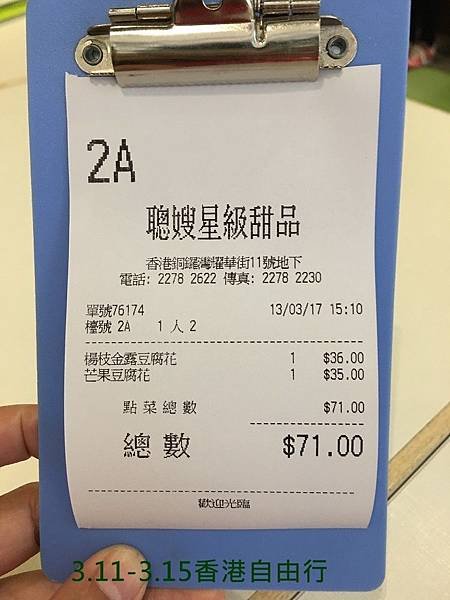 2A
聰嫂星級甜品
香港銅鑼灣耀華街11號地下
電話: 2278 2622 傳真: 2278 2230
單號76174 13/03/17 15:10
檯號 2A 1 人 2
楊枝金露豆腐花 1 $36.00
芒果豆腐花 1 $35.00
點菜總數 $71.00
總數 $71.00
歡迎光臨
3.11-3.15香港自由行